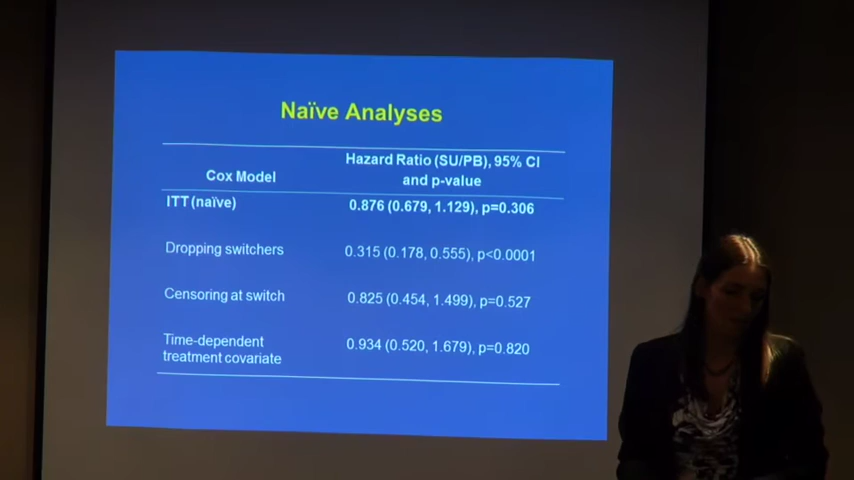 Naïve Analyses
Hazard Ratio (SU/PB), 95% CI
Cox Model
and p-value
ITT (naïve) 0.876 (0.679, 1.129), p=0.306
Dropping switchers 0.315 (0.178, 0.555), p<0.0001
Censoring at switch 0.825 (0.454, 1.499), p=0.527
Time-dependent
treatment covariate 0.934 (0.520, 1.679), p=0.820